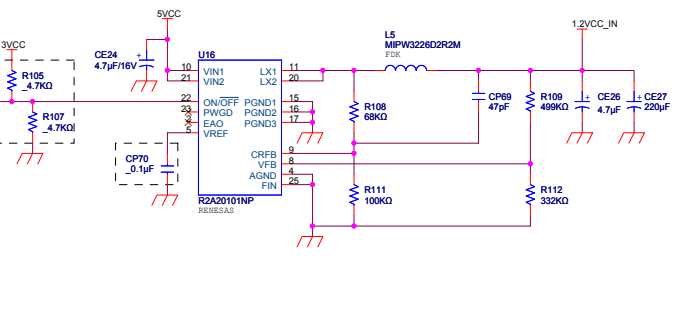 5VCC
1.2VCC_IN
3VCC
CE24
4.7µF/16V
U16
L5
MIPW3226D2R2M
FDK
R105
_4.7KΩ
R107
_4.7KΩ
10 VIN1 LX1 11
21 VIN2 LX2 20
22 ON/OFF PGND1 15
23 PWGD PGND2 16
2 EAO PGND3 17
5 VREF
CRFB 9
VFB 8
AGND 4
FIN 25
R2A20101NP
RENESAS
CP70
_0.1µF
R108
68KΩ
R111
100KΩ
CP69
47pF
R109
499KΩ
R112
332KΩ
CE26
4.7µF
CE27
220µF